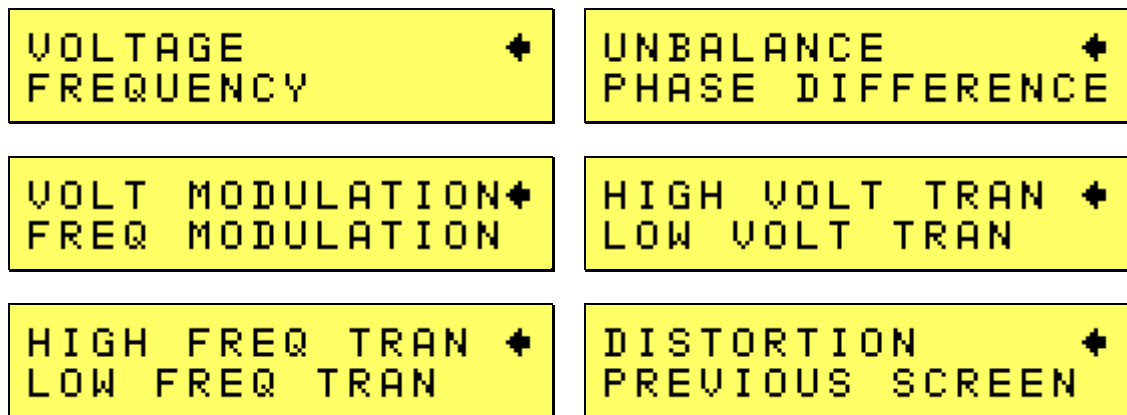 VOLTAGE
FREQUENCY
UNBALANCE
PHASE DIFFERENCE
VOLT MODULATION
FREQ MODULATION
HIGH VOLT TRAN
LOW VOLT TRAN
HIGH FREQ TRAN
LOW FREQ TRAN
DISTORTION
PREVIOUS SCREEN